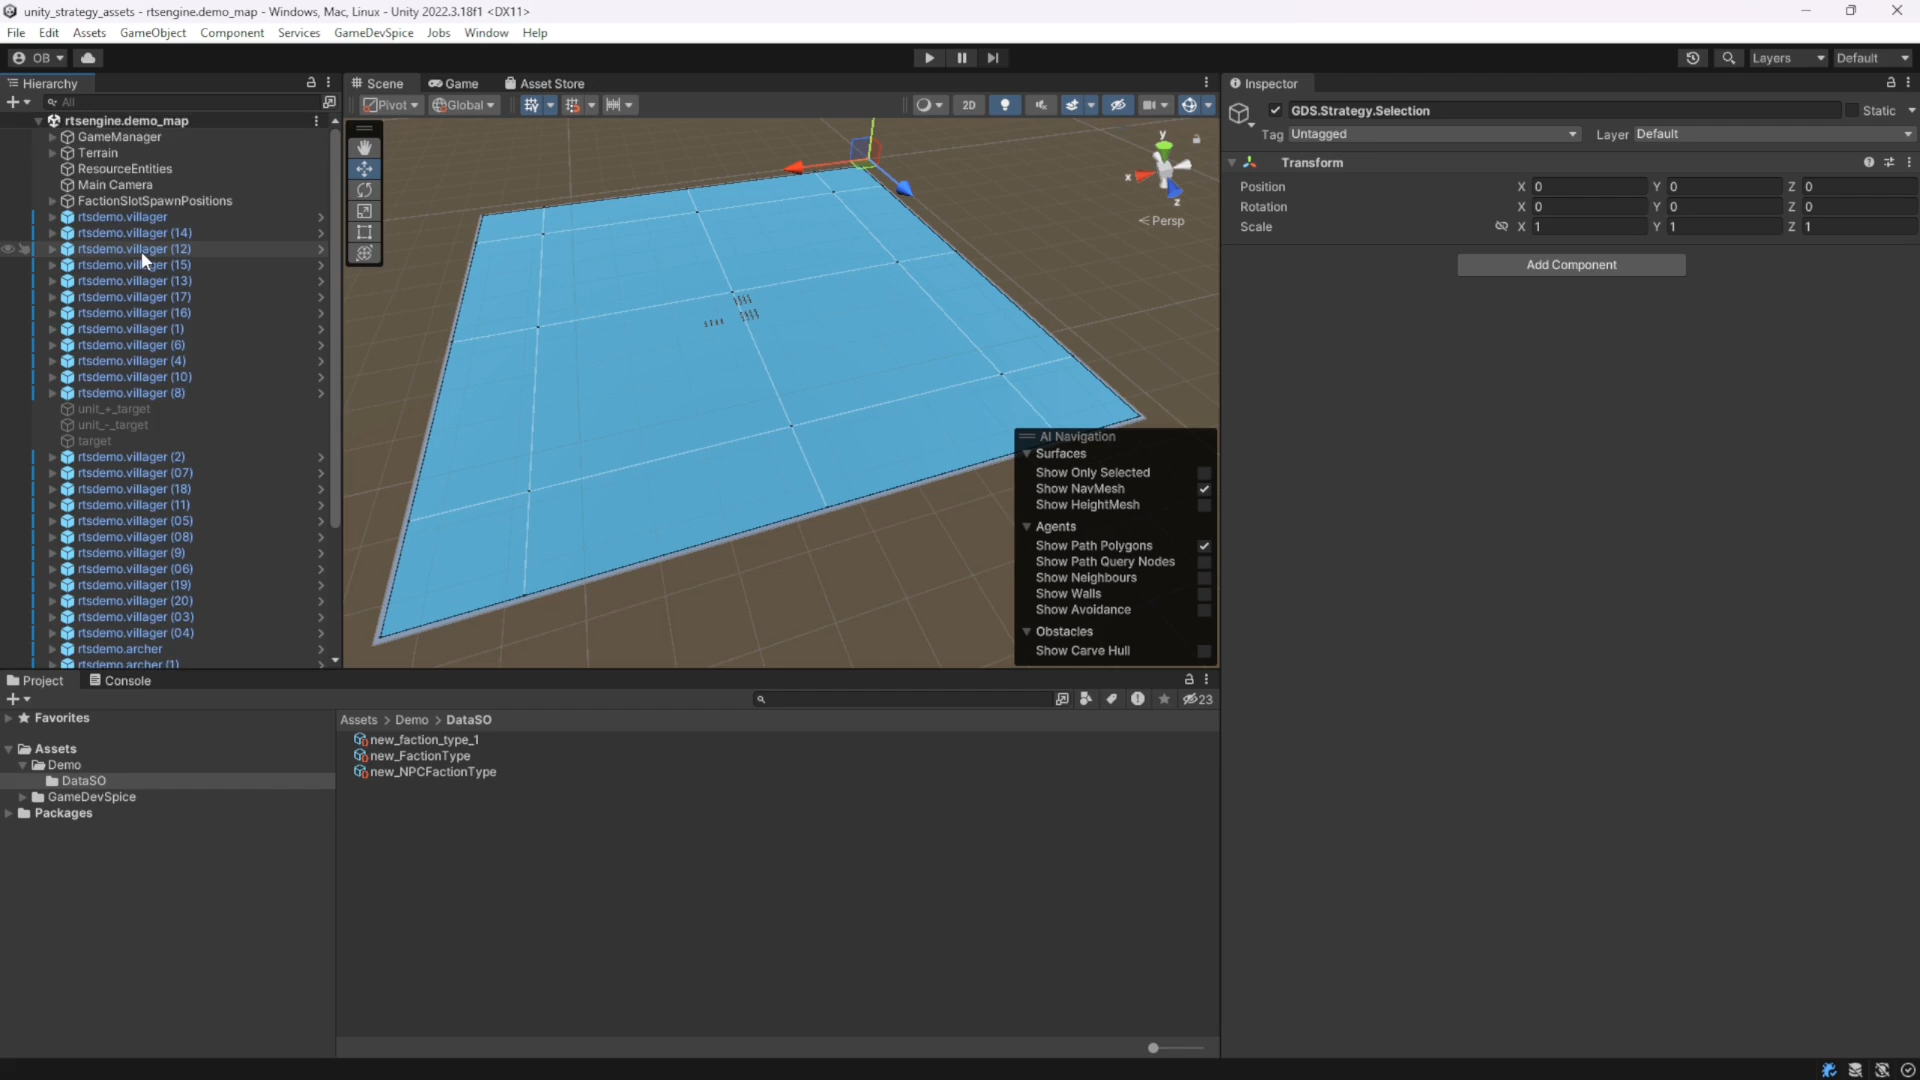 unity_strategy_assets - rtsengine.demo_map - Windows, Mac, Linux - Unity 2022.3.18f1 <DX11>
File Edit Assets GameObject Component Services GameDevSpice Jobs Window Help
OB
Layers
Default
Hierarchy
All
rtsengine.demo_map
GameManager
Terrain
ResourceEntities
Main Camera
FactionSlotSpawnPositions
rtsdemo.villager
rtsdemo.villager (14)
rtsdemo.villager (12)
rtsdemo.villager (15)
rtsdemo.villager (13)
rtsdemo.villager (17)
rtsdemo.villager (16)
rtsdemo.villager (1)
rtsdemo.villager (6)
rtsdemo.villager (4)
rtsdemo.villager (10)
rtsdemo.villager (8)
unit_+_target
unit_-_target
target
rtsdemo.villager (2)
rtsdemo.villager (07)
rtsdemo.villager (18)
rtsdemo.villager (11)
rtsdemo.villager (05)
rtsdemo.villager (08)
rtsdemo.villager (9)
rtsdemo.villager (06)
rtsdemo.villager (19)
rtsdemo.villager (20)
rtsdemo.villager (03)
rtsdemo.villager (04)
rtsdemo.archer
rtsdemo.archer (1)
Scene Game Asset Store
Pivot Global 2D
y
x
z
< Persp
AI Navigation
Surfaces
Show Only Selected
Show NavMesh
Show HeightMesh
Agents
Show Path Polygons
Show Path Query Nodes
Show Neighbours
Show Walls
Show Avoidance
Obstacles
Show Carve Hull
Inspector
GDS.Strategy.Selection Static
Tag Untagged Layer Default
Transform
Position X 0 Y 0 Z 0
Rotation X 0 Y 0 Z 0
Scale X 1 Y 1 Z 1
Add Component
Project Console
23
Favorites
Assets
Demo
DataSO
GameDevSpice
Packages
Assets > Demo > DataSO
new_faction_type_1
new_FactionType
new_NPCFactionType